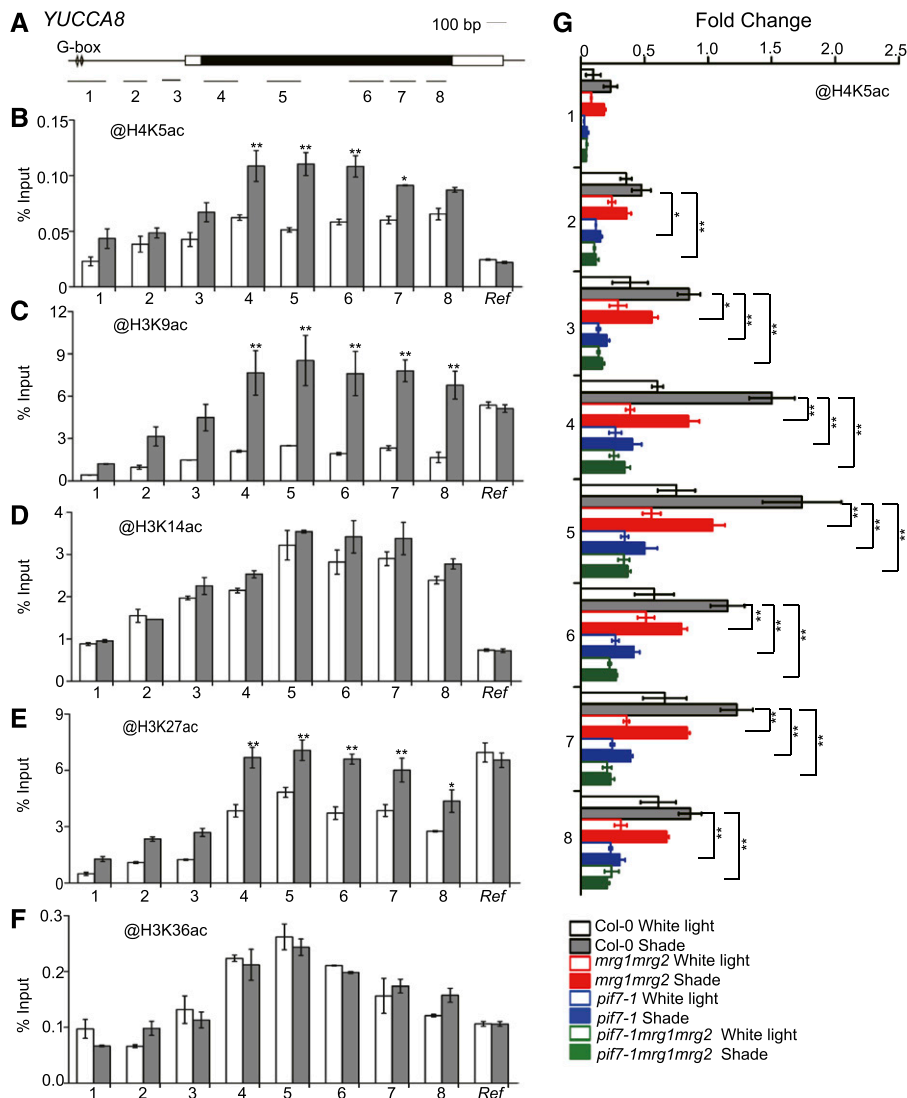 A YUCCA8 100 bp
G-box
1 2 3 4 5 6 7 8
B @H4K5ac
% Input
0.15
0.10
0.05
0
** ** ** *
1 2 3 4 5 6 7 8 Ref
C @H3K9ac
% Input
12
9
6
3
0
** ** ** ** **
1 2 3 4 5 6 7 8 Ref
D @H3K14ac
% Input
4
3
2
1
0
1 2 3 4 5 6 7 8 Ref
E @H3K27ac
% Input
9
6
3
0
** ** ** ** *
1 2 3 4 5 6 7 8 Ref
F @H3K36ac
% Input
0.3
0.2
0.1
0.0
1 2 3 4 5 6 7 8 Ref
G Fold Change
0 0.5 1.0 1.5 2.0 2.5
@H4K5ac
1
2 * **
3 * ** **
4 ** ** **
5 ** ** **
6 ** ** **
7 ** ** **
8 ** **
Col-0 White light
Col-0 Shade
mrg1mrg2 White light
mrg1mrg2 Shade
pif7-1 White light
pif7-1 Shade
pif7-1mrg1mrg2 White light
pif7-1mrg1mrg2 Shade